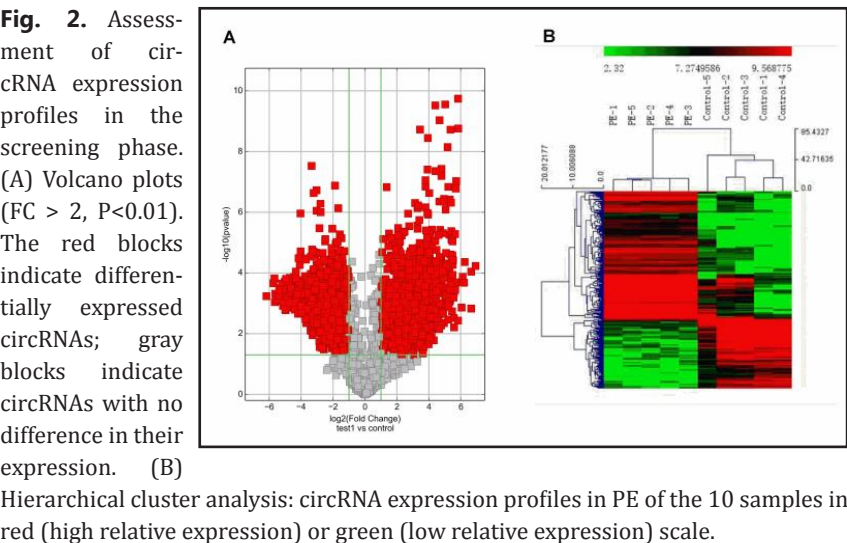 Fig. 2. Assess-
ment of cir-
cRNA expression
profiles in the
screening phase.
(A) Volcano plots
(FC > 2, P<0.01).
The red blocks
indicate differen-
tially expressed
circRNAs; gray
blocks indicate
circRNAs with no
difference in their
expression. (B)
Hierarchical cluster analysis: circRNA expression profiles in PE of the 10 samples in
red (high relative expression) or green (low relative expression) scale.
A
10
8
6
4
2
0
-log10(pvalue)
-6 -4 -2 0 2 4 6
log2(Fold Change)
test1 vs control
B
2.32 7.2749586 9.568775
PE-1
PE-5
PE-2
PE-4
PE-3
Control-5
Control-2
Control-3
Control-1
Control-4
85.4327
42.71635
0.0
20.012177
10.006088
0.0